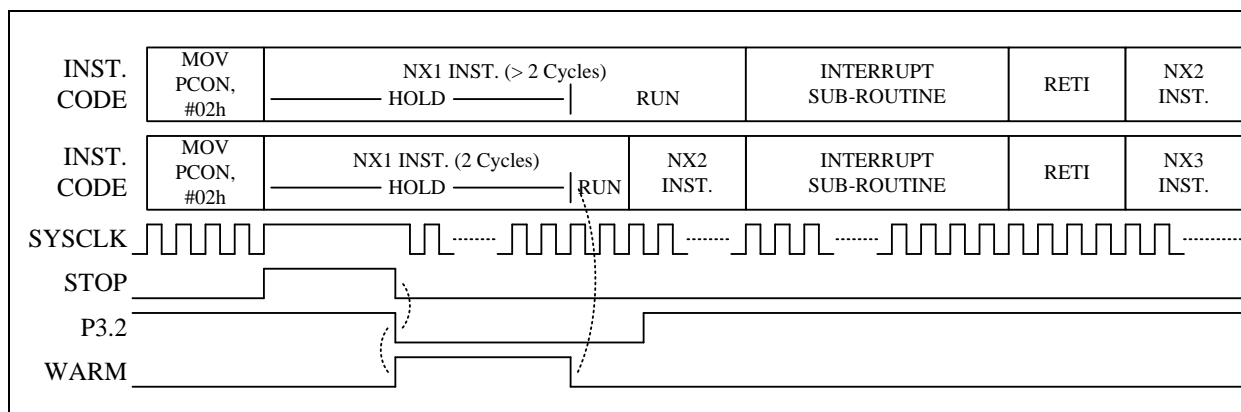 INST.
CODE
MOV
PCON,
#02h
NX1 INST. (> 2 Cycles)
HOLD
RUN
INTERRUPT
SUB-ROUTINE
RETI
NX2
INST.
INST.
CODE
MOV
PCON,
#02h
NX1 INST. (2 Cycles)
HOLD
RUN
NX2
INST.
INTERRUPT
SUB-ROUTINE
RETI
NX3
INST.
SYSCLK
STOP
P3.2
WARM